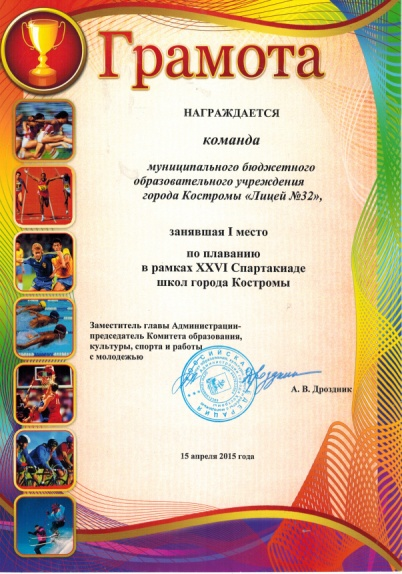 Грамота
НАГРАЖДАЕТСЯ
команда
муниципального бюджетного
образовательного учреждения
города Костромы «Лицей №32»,
занявшая I место
по плаванию
в рамках XXVI Спартакиаде
школ города Костромы
Заместитель главы Администрации-
председатель Комитета образования,
культуры, спорта и работы
с молодежью
А. В. Дроздник
15 апреля 2015 года